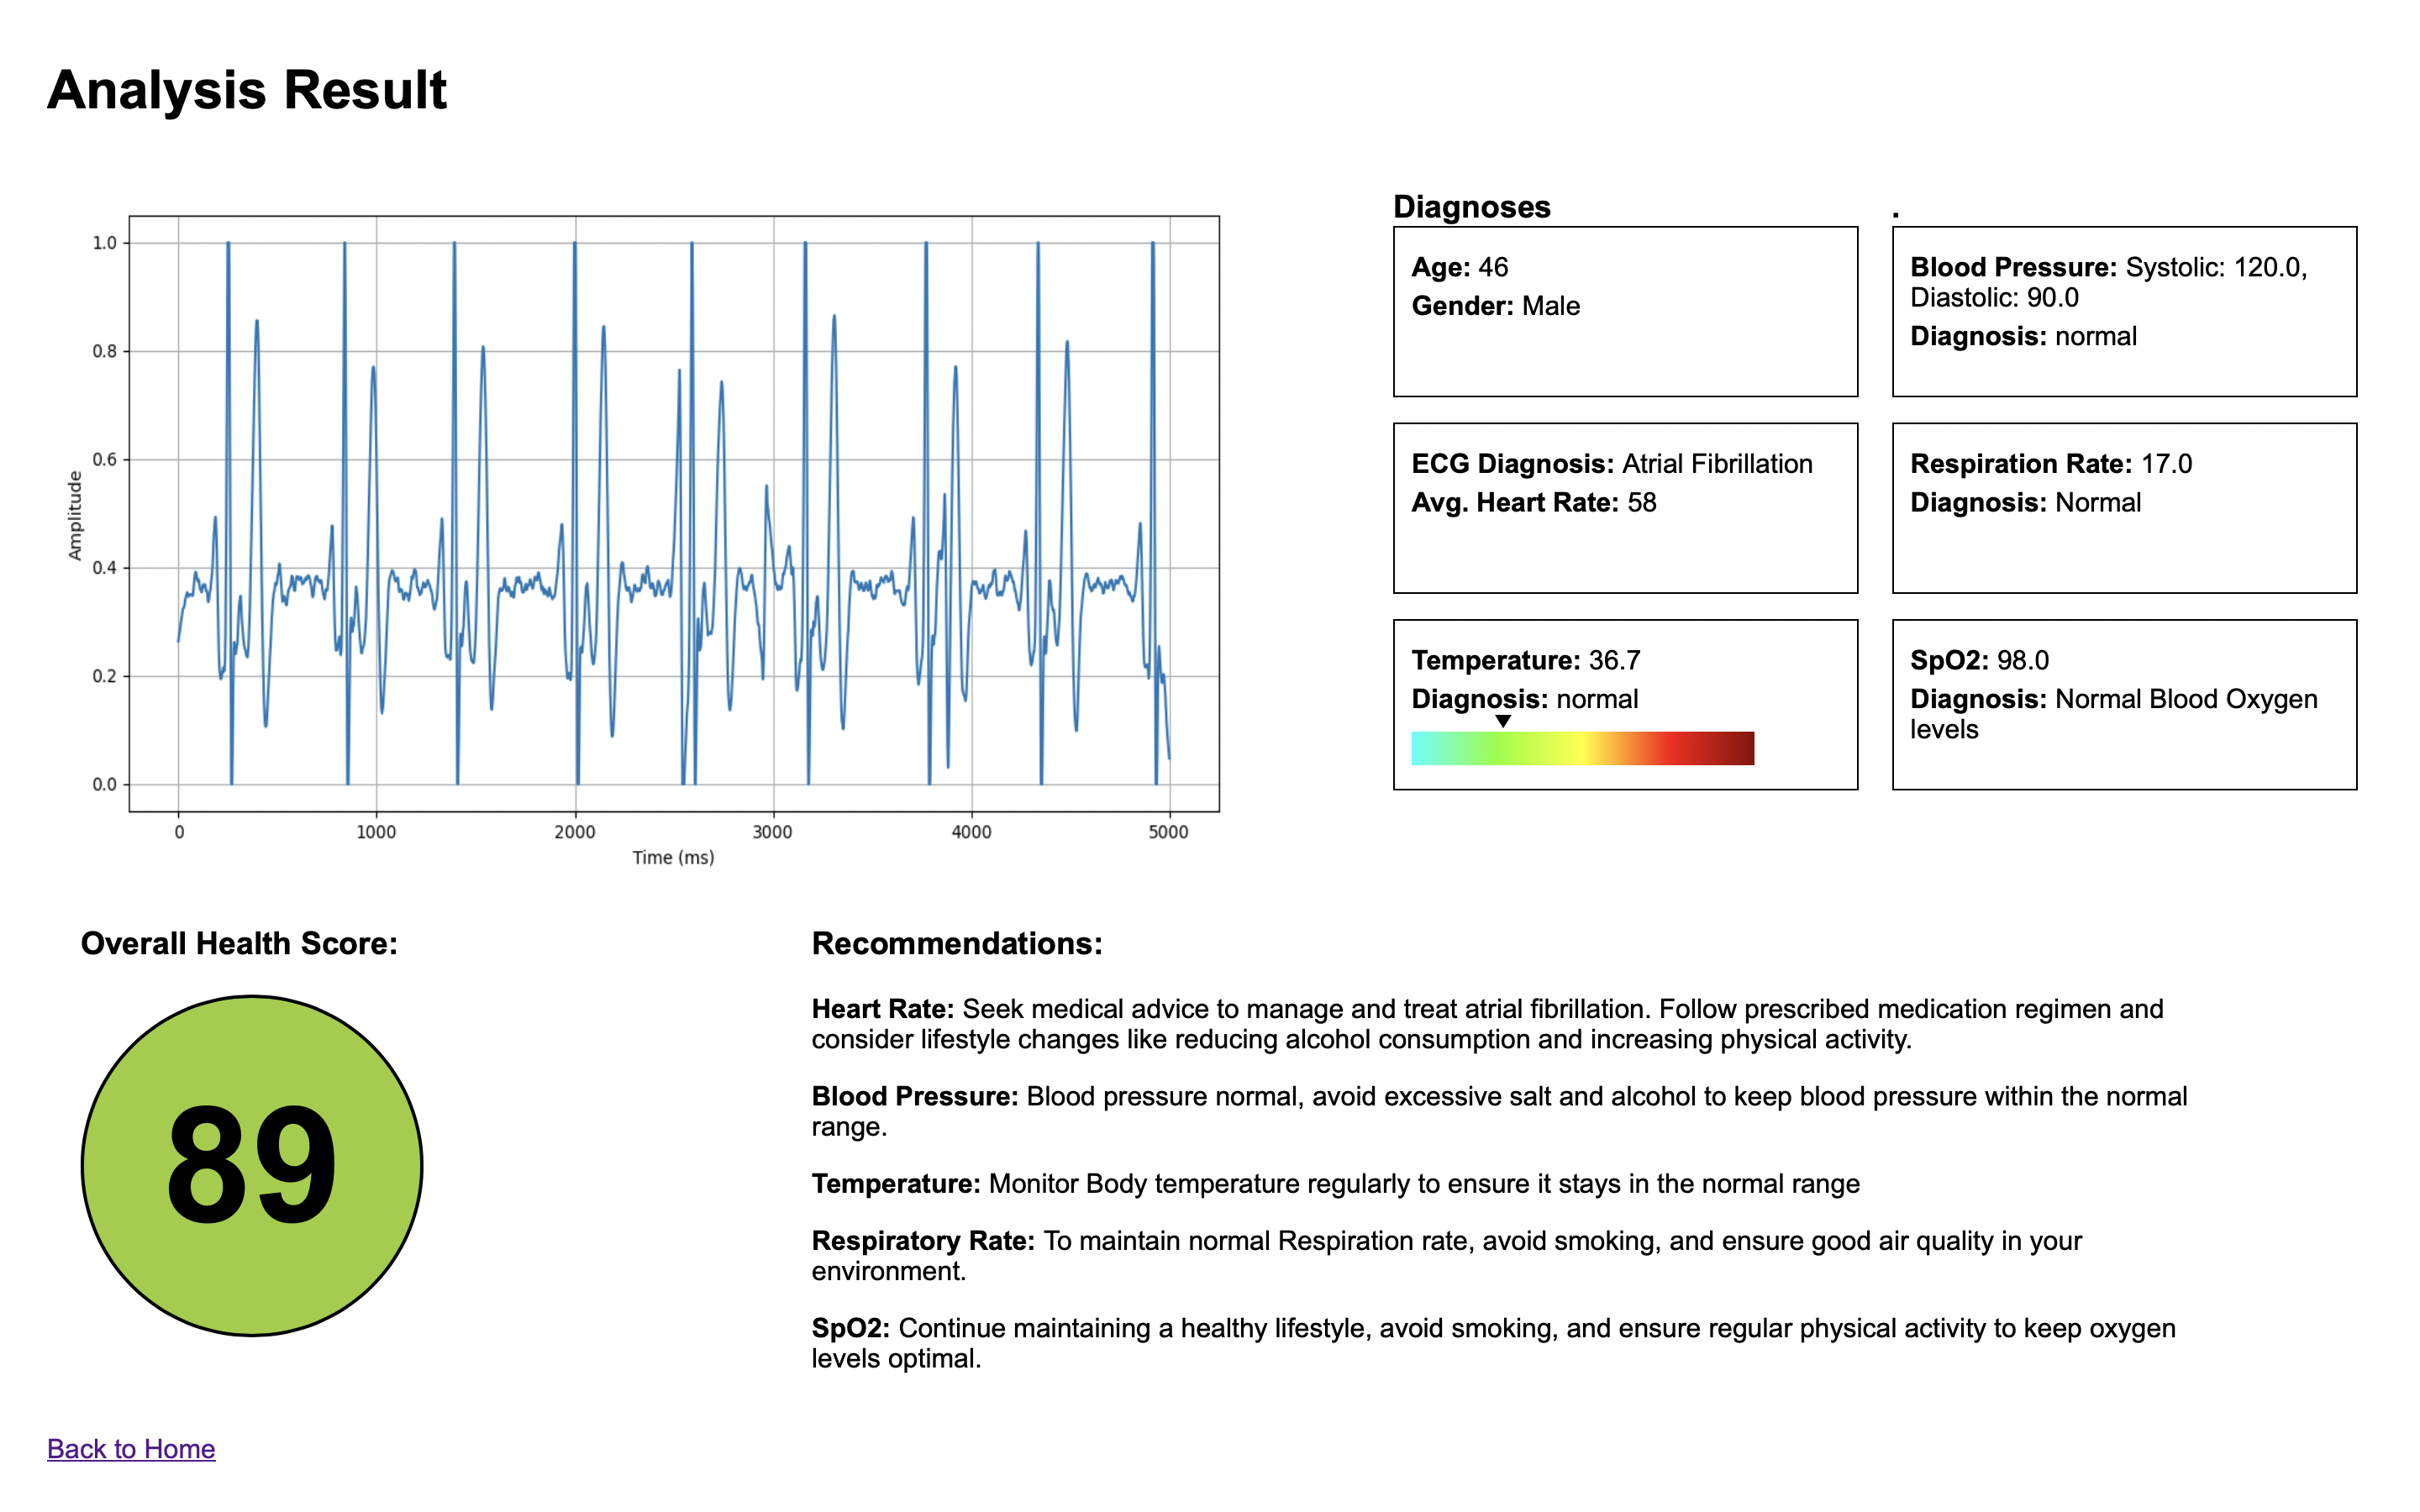 Analysis Result
1.0
0.8
0.6
0.4
0.2
0.0
Amplitude
0
1000
2000
3000
4000
5000
Time (ms)
Diagnoses
.
Age: 46
Gender: Male
Blood Pressure: Systolic: 120.0,
Diastolic: 90.0
Diagnosis: normal
ECG Diagnosis: Atrial Fibrillation
Avg. Heart Rate: 58
Respiration Rate: 17.0
Diagnosis: Normal
Temperature: 36.7
Diagnosis: normal
SpO2: 98.0
Diagnosis: Normal Blood Oxygen
levels
Overall Health Score:
89
Recommendations:
Heart Rate: Seek medical advice to manage and treat atrial fibrillation. Follow prescribed medication regimen and
consider lifestyle changes like reducing alcohol consumption and increasing physical activity.
Blood Pressure: Blood pressure normal, avoid excessive salt and alcohol to keep blood pressure within the normal
range.
Temperature: Monitor Body temperature regularly to ensure it stays in the normal range
Respiratory Rate: To maintain normal Respiration rate, avoid smoking, and ensure good air quality in your
environment.
SpO2: Continue maintaining a healthy lifestyle, avoid smoking, and ensure regular physical activity to keep oxygen
levels optimal.
Back to Home